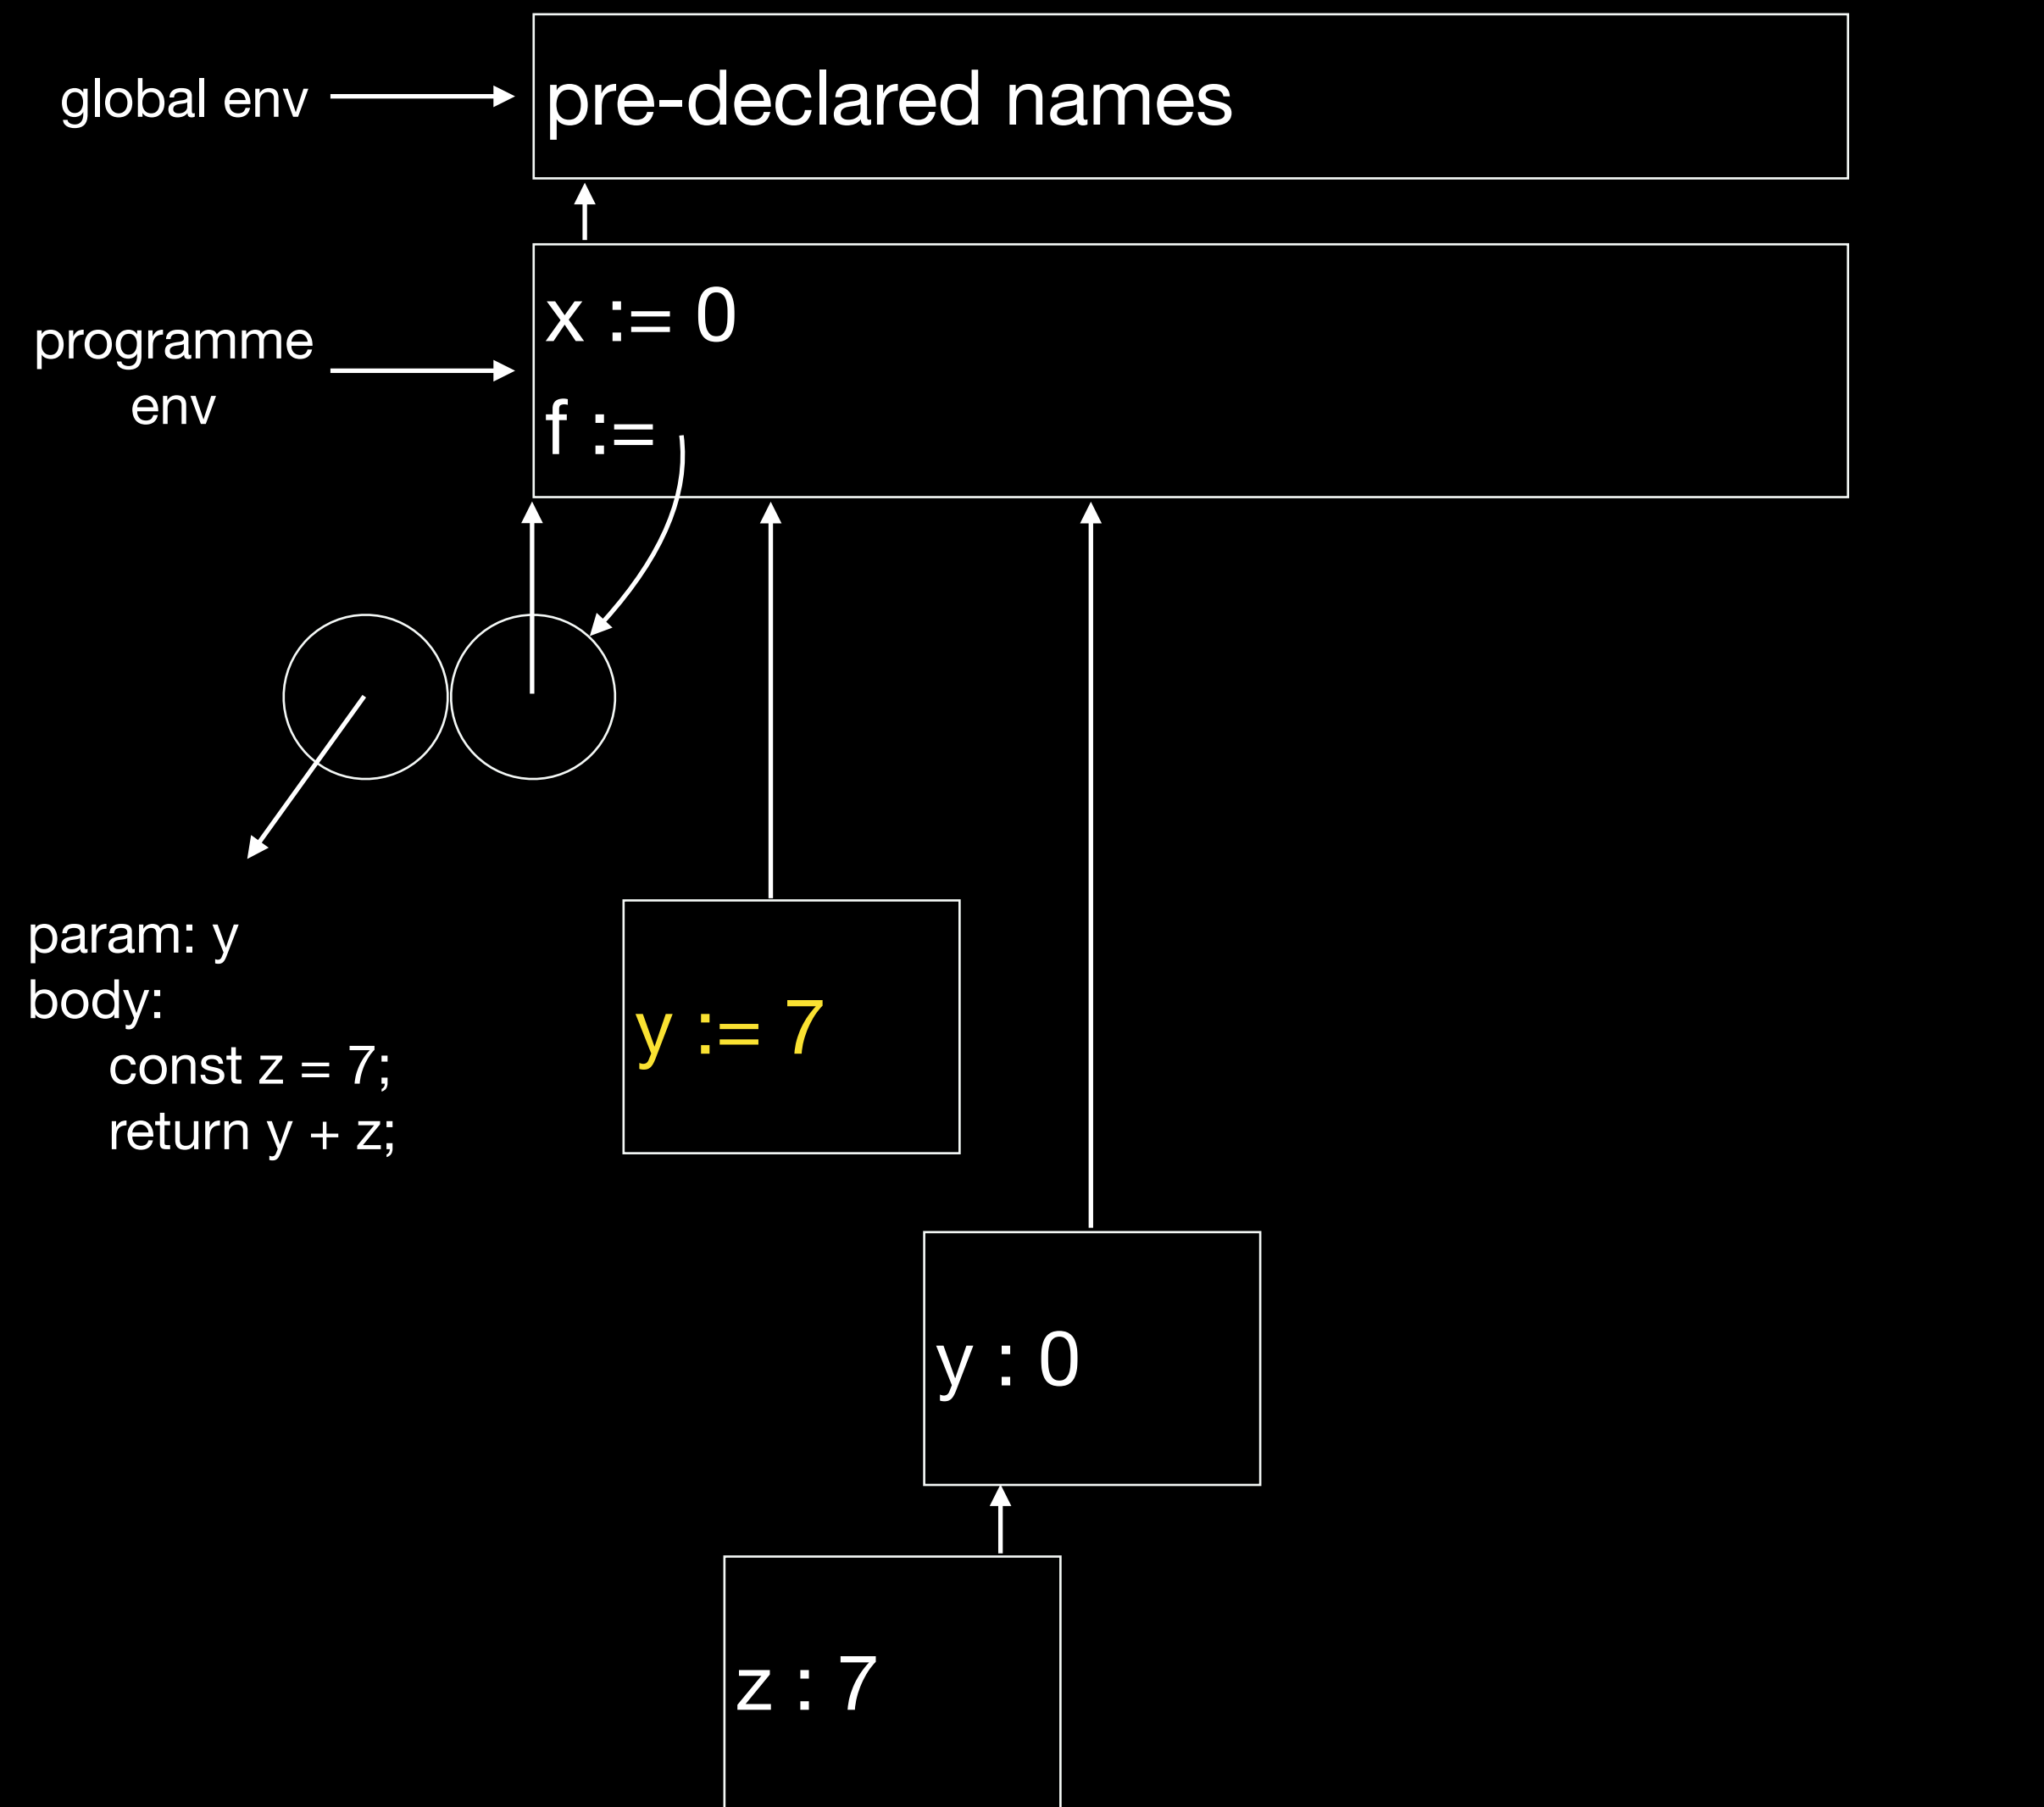 global env
pre-declared names
programme
env
x := 0
f :=
param: y
body:
const z = 7;
return y + z;
y := 7
y : 0
z : 7